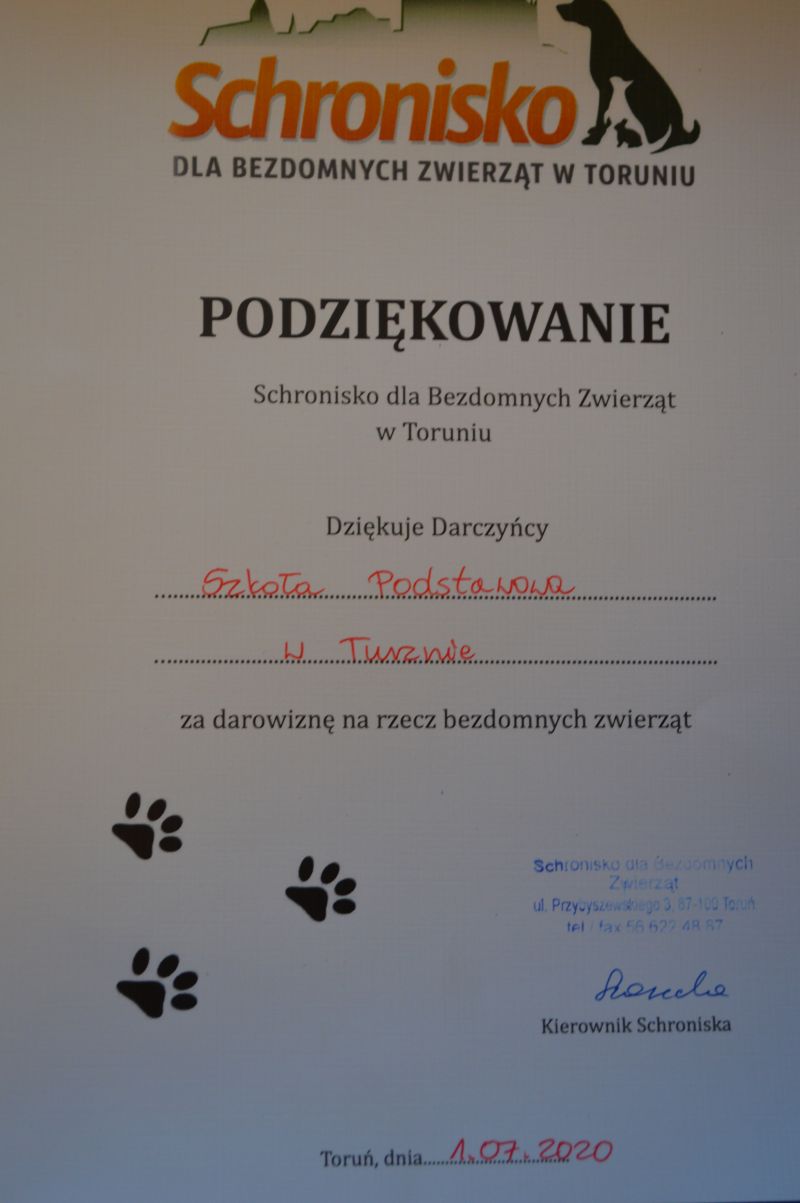 Schronisko
DLA BEZDOMNYCH ZWIERZĄT W TORUNIU
PODZIĘKOWANIE
Schronisko dla Bezdomnych Zwierząt
w Toruniu
Dziękuje Darczyńcy
Szkoła Podstawowa
w Turznie
za darowiznę na rzecz bezdomnych zwierząt
Schronisko dla Bezdomnych
Zwierząt
ul. Przybyszewskiego 3, 87-100 Toruń
tel / fax 56 622 48 87
Kierownik Schroniska
Toruń, dnia 1.07.2020